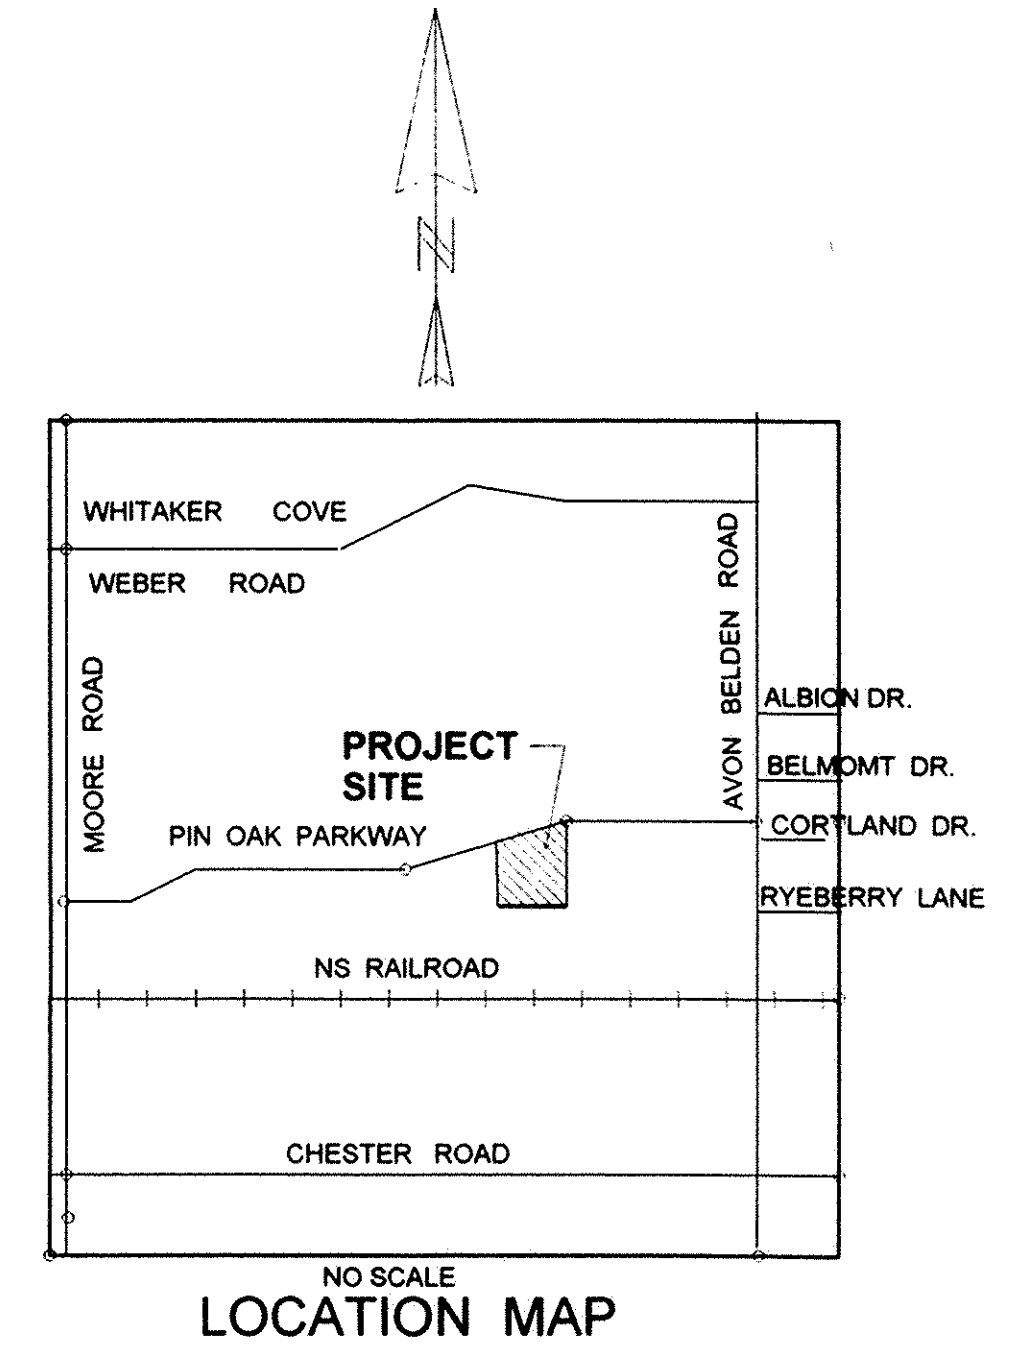 N
WHITAKER COVE
WEBER ROAD
MOORE ROAD
AVON BELDEN ROAD
ALBION DR.
PROJECT
SITE
BELMOMT DR.
PIN OAK PARKWAY
CORTLAND DR.
RYEBERRY LANE
NS RAILROAD
CHESTER ROAD
NO SCALE
LOCATION MAP